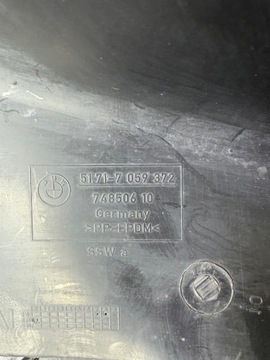 5171-7 059 372
748506 10
Germany
>PP-EPDM<
SSW a